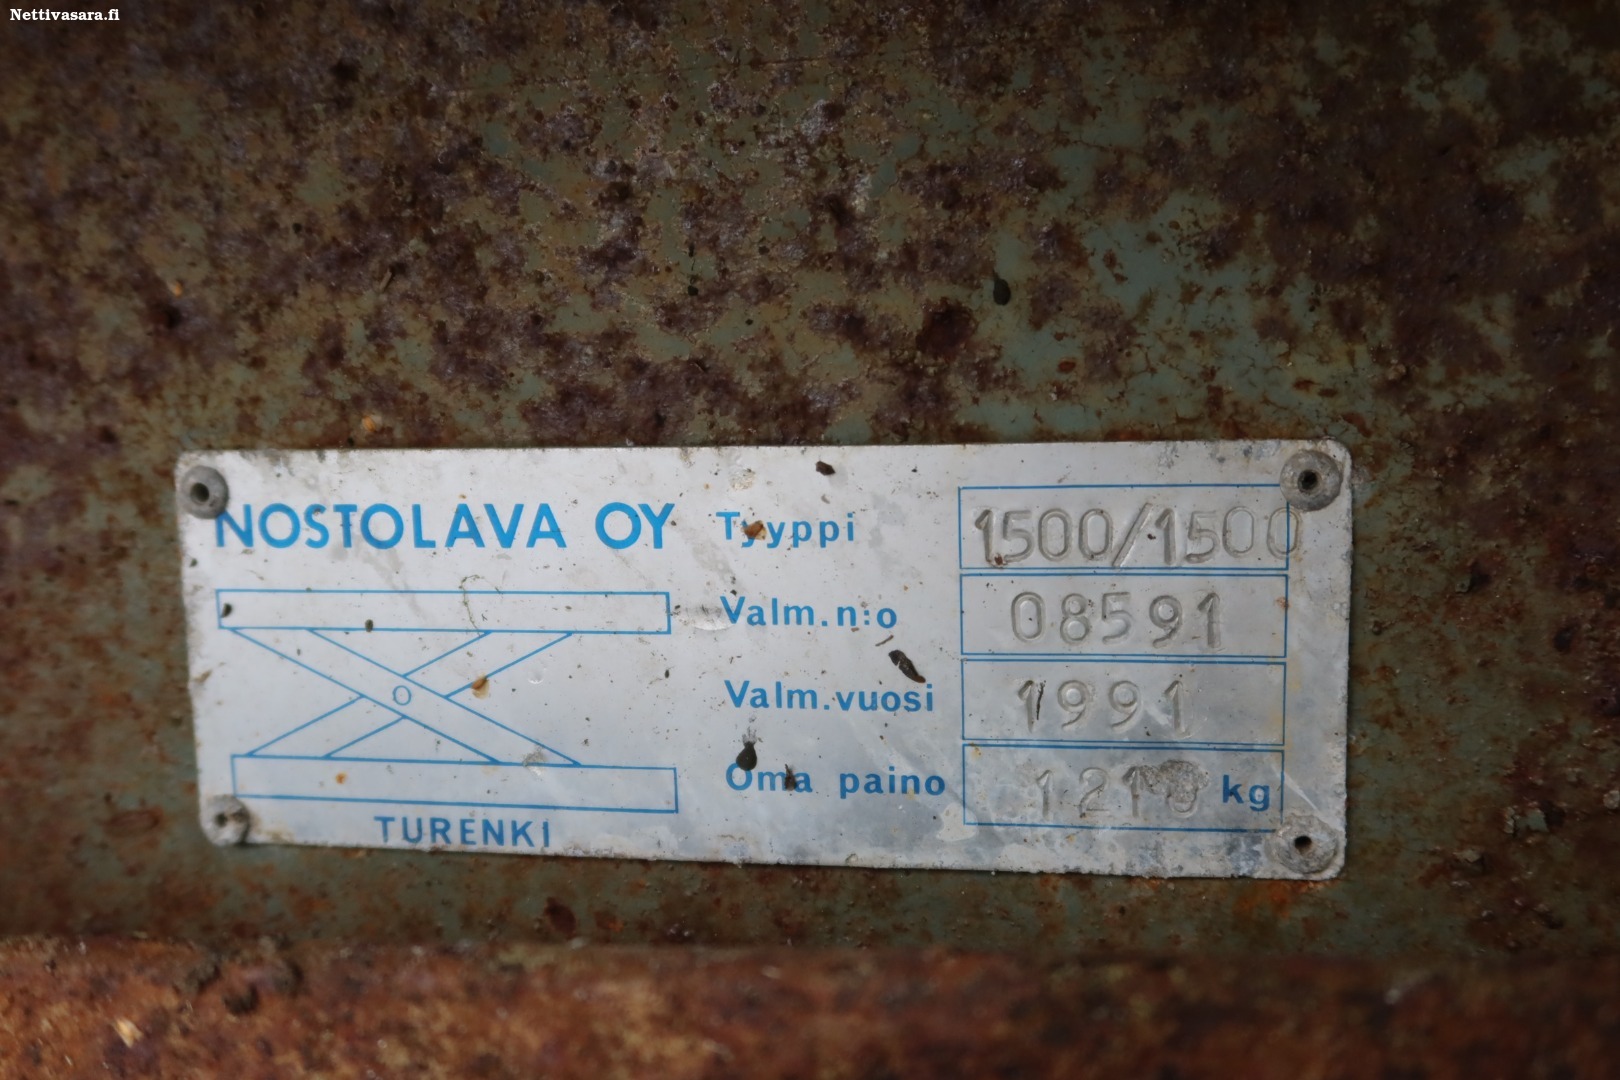 Nettivasara.fi
NOSTOLAVA OY
Tyyppi 1500/1500
Valm. n:o 08591
Valm. vuosi 1991
Oma paino kg
TURENKI